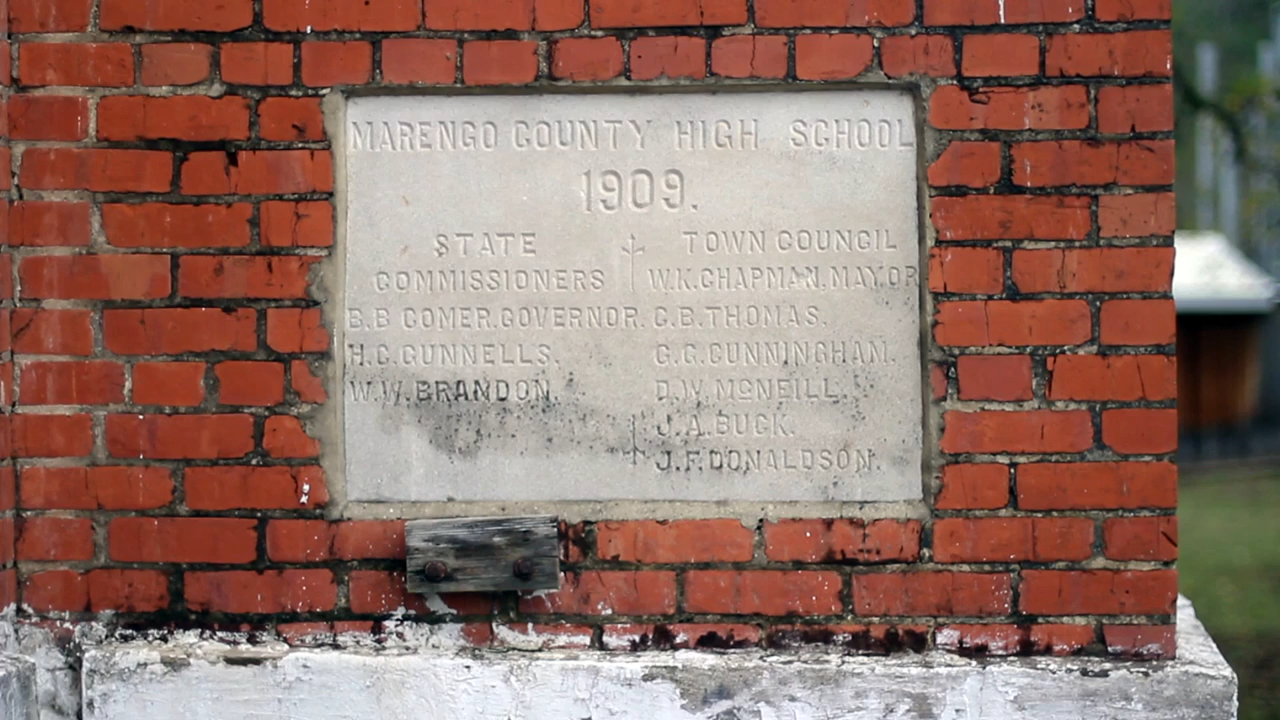 MARENGO COUNTY HIGH SCHOOL
1909.
STATE
COMMISSIONERS
B.B COMER.GOVERNOR.
H.C.GUNNELLS.
W.W.BRANDON.
TOWN COUNCIL
W.K.CHAPMAN,MAYOR
C.B.THOMAS.
G.C.CUNNINGHAM.
D.W.McNEILL.
J.A.BUCK.
J.F.DONALDSON.